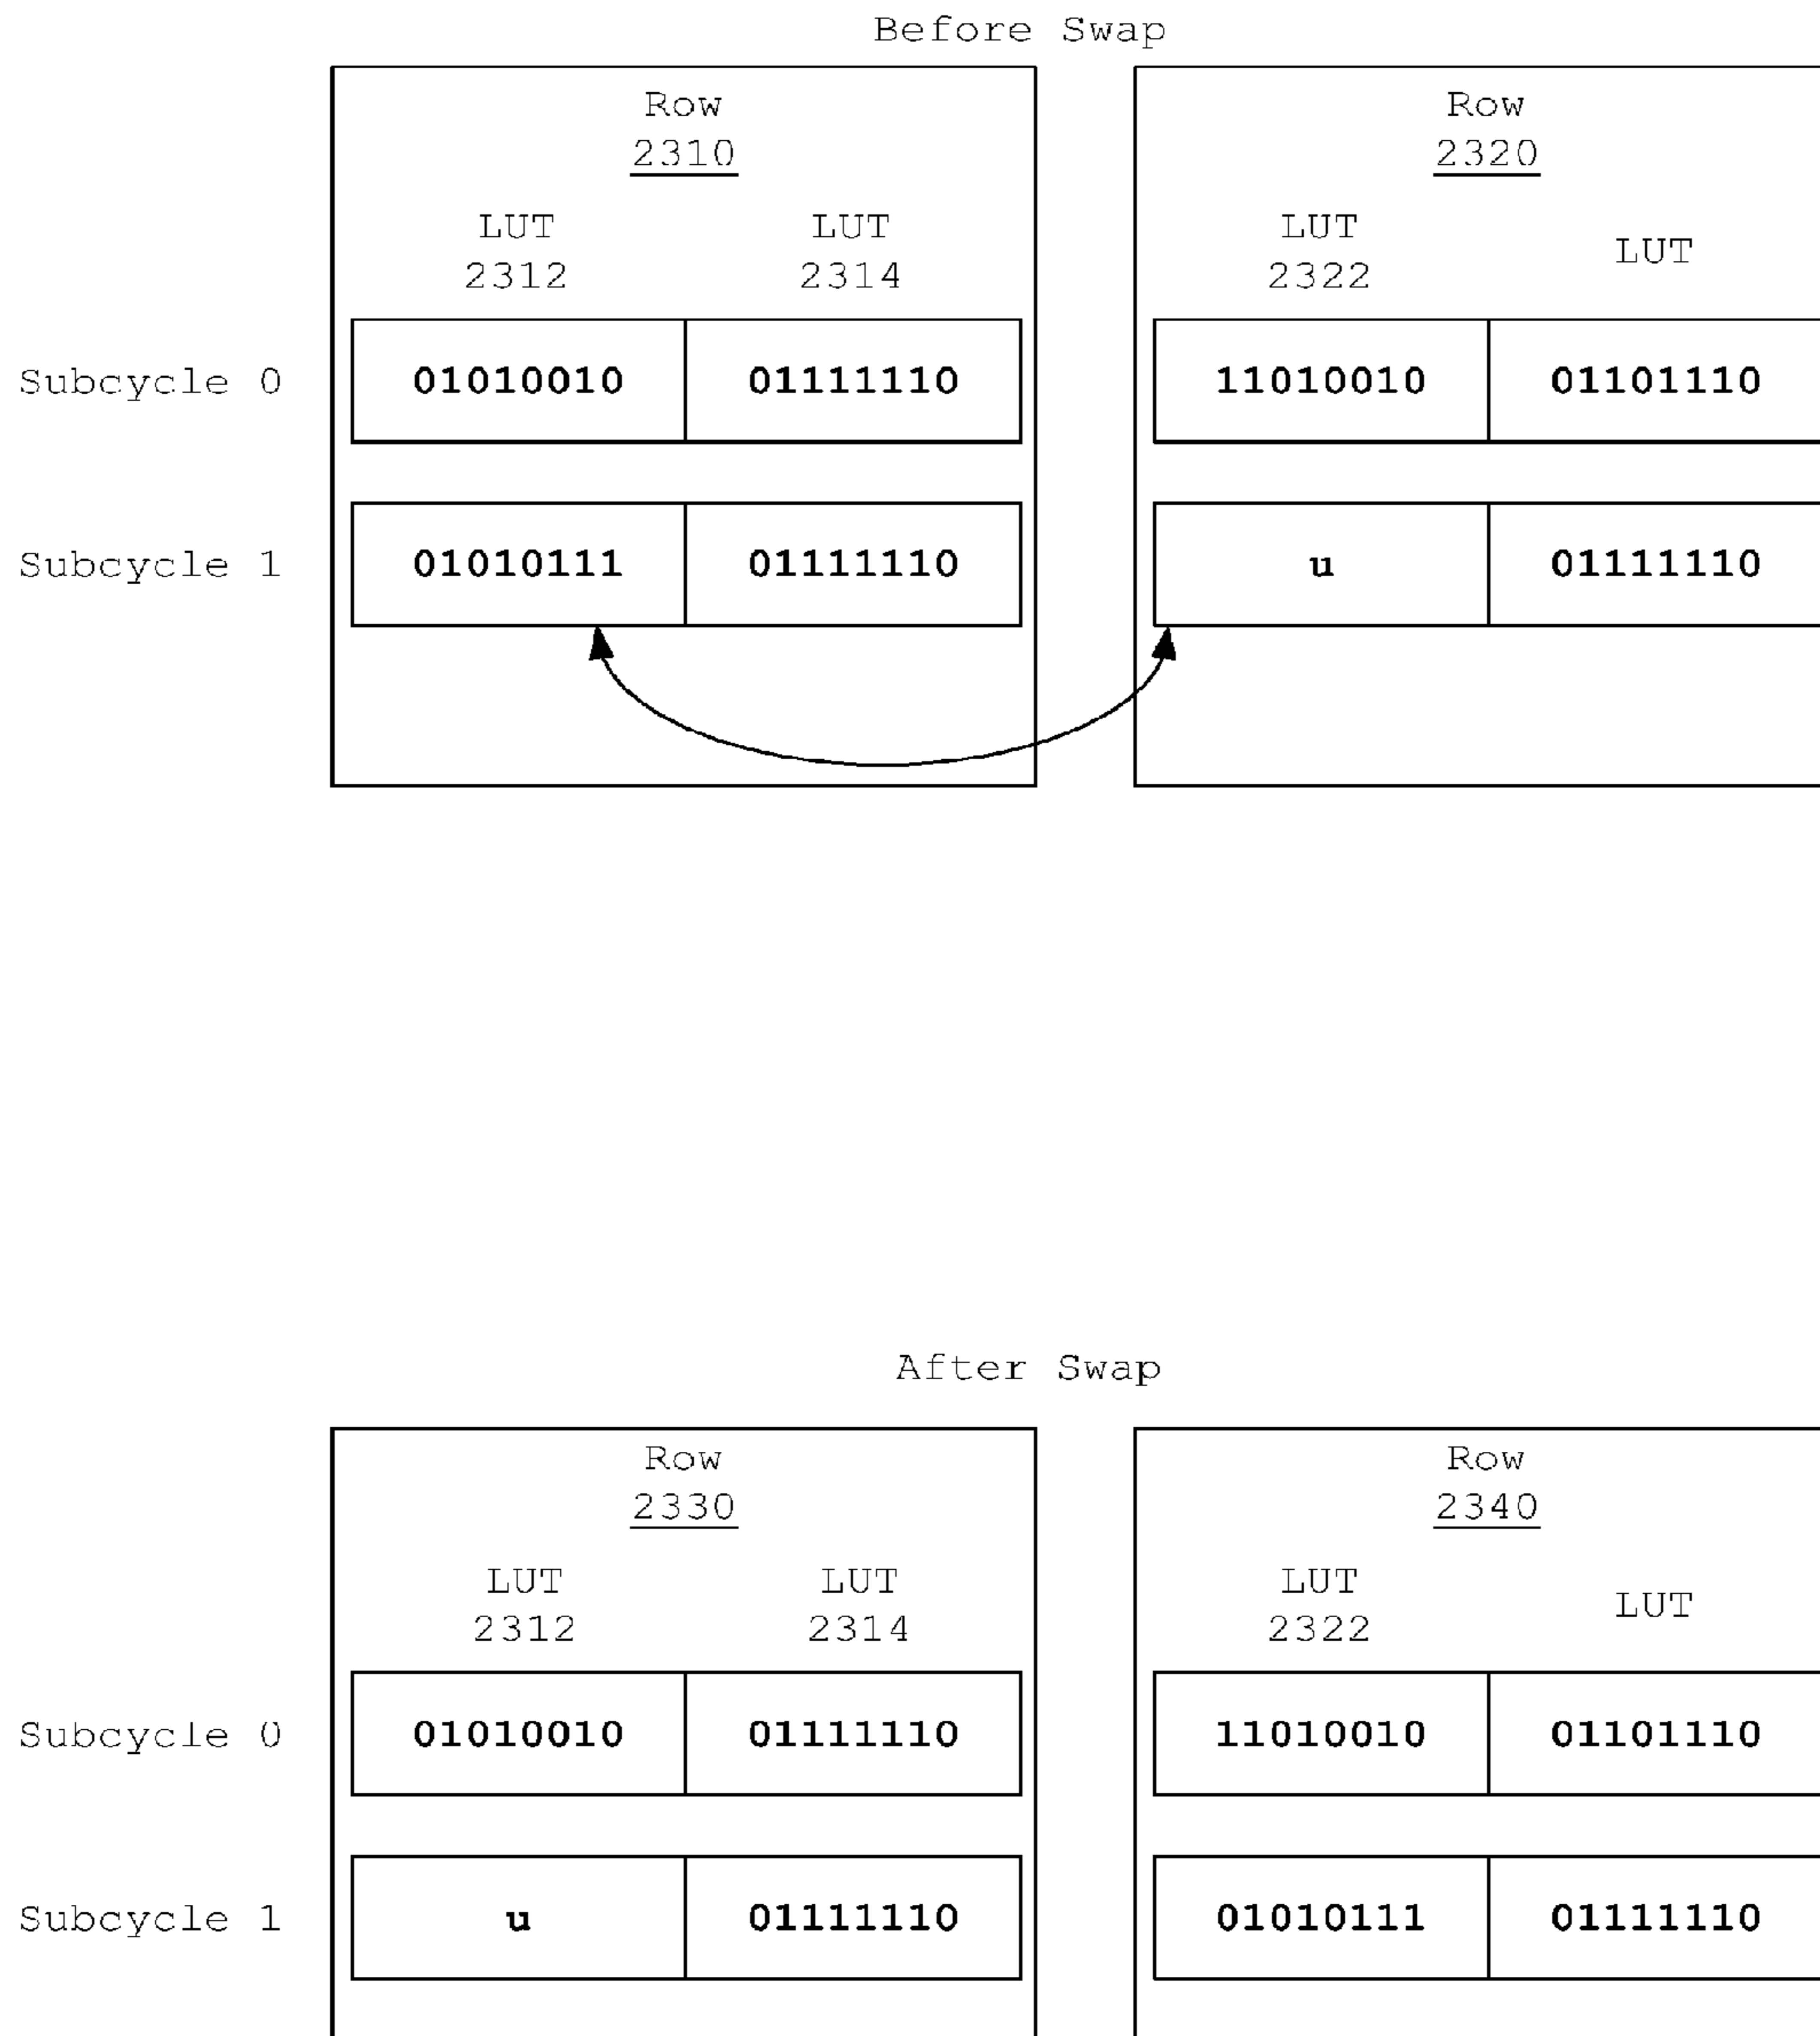 Before Swap
Row Row
2310 2320
LUT LUT LUT LUT
2312 2314 2322
Subcycle 0 01010010 01111110 11010010 01101110
Subcycle 1 01010111 01111110 u 01111110
After Swap
Row Row
2330 2340
LUT LUT LUT LUT
2312 2314 2322
Subcycle 0 01010010 01111110 11010010 01101110
Subcycle 1 u 01111110 01010111 01111110